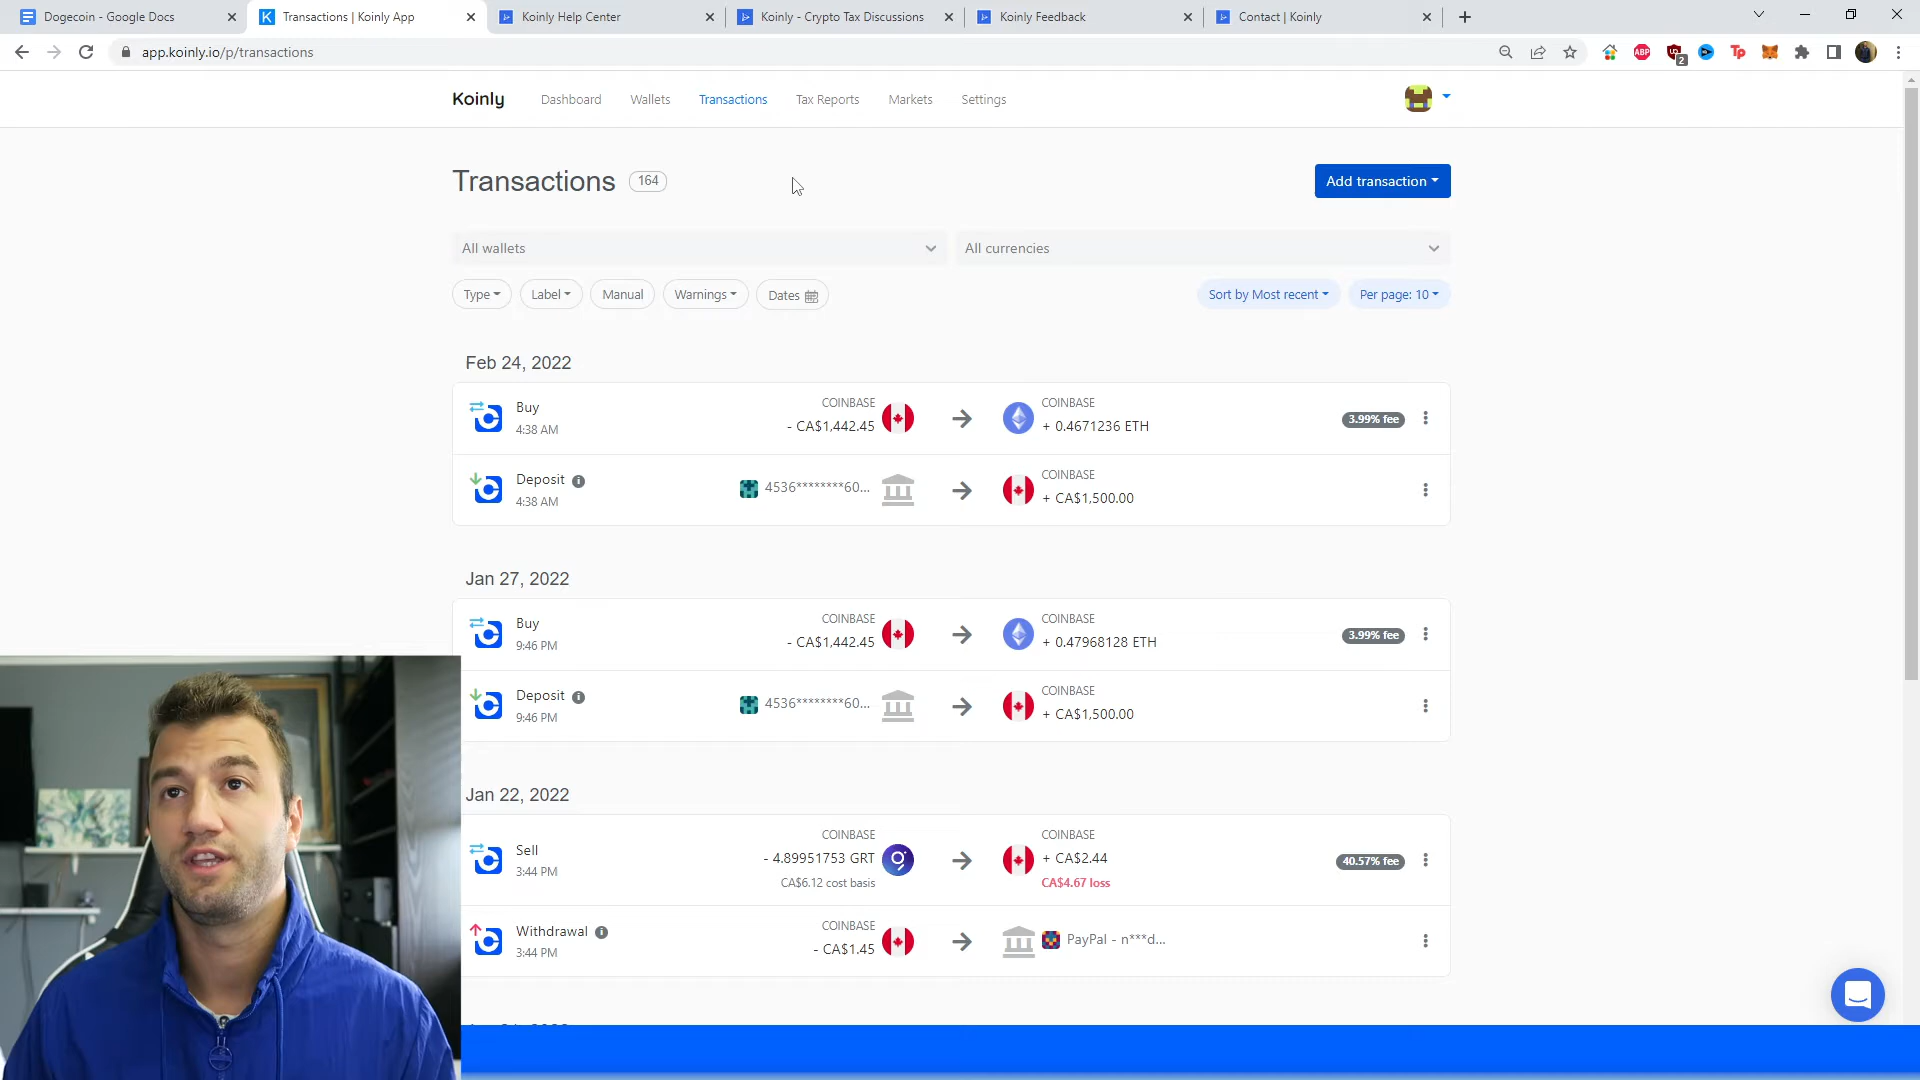 Dogecoin - Google Docs
Transactions | Koinly App
Koinly Help Center
Koinly - Crypto Tax Discussions
Koinly Feedback
Contact | Koinly
app.koinly.io/p/transactions
ABP
2
Tp
Koinly
Dashboard
Wallets
Transactions
Tax Reports
Markets
Settings
Transactions
164
Add transaction
All wallets
All currencies
Type
Label
Manual
Warnings
Dates
Sort by Most recent
Per page: 10
Feb 24, 2022
Buy
4:38 AM
COINBASE
- CA$1,442.45
COINBASE
+ 0.4671236 ETH
3.99% fee
Deposit
4:38 AM
4536********60...
COINBASE
+ CA$1,500.00
Jan 27, 2022
Buy
9:46 PM
COINBASE
- CA$1,442.45
COINBASE
+ 0.47968128 ETH
3.99% fee
Deposit
9:46 PM
4536********60...
COINBASE
+ CA$1,500.00
Jan 22, 2022
Sell
3:44 PM
COINBASE
- 4.89951753 GRT
CA$6.12 cost basis
COINBASE
+ CA$2.44
CA$4.67 loss
40.57% fee
Withdrawal
3:44 PM
COINBASE
- CA$1.45
PayPal - n***d...